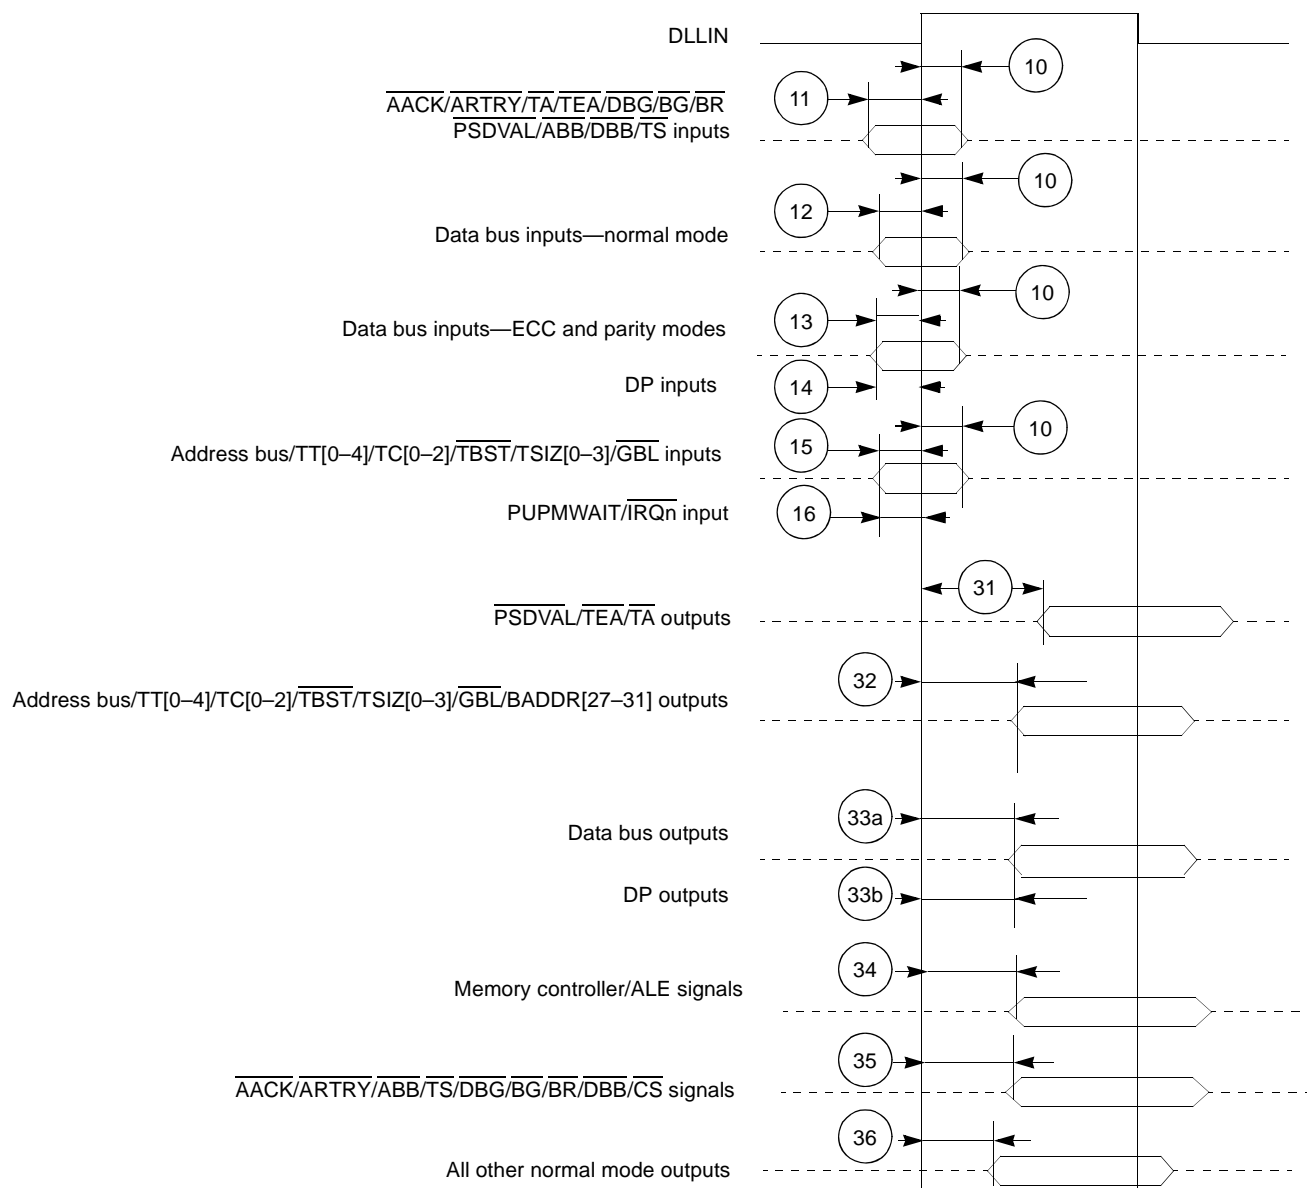 DLLIN
10
11
AACK/ARTRY/TA/TEA/DBG/BG/BR
PSDVAL/ABB/DBB/TS inputs
10
12
Data bus inputs—normal mode
10
13
Data bus inputs—ECC and parity modes
DP inputs
14
10
15
Address bus/TT[0–4]/TC[0–2]/TBST/TSIZ[0–3]/GBL inputs
PUPMWAIT/IRQn input
16
31
PSDVAL/TEA/TA outputs
32
Address bus/TT[0–4]/TC[0–2]/TBST/TSIZ[0–3]/GBL/BADDR[27–31] outputs
33a
Data bus outputs
DP outputs
33b
34
Memory controller/ALE signals
35
AACK/ARTRY/ABB/TS/DBG/BG/BR/DBB/CS signals
36
All other normal mode outputs